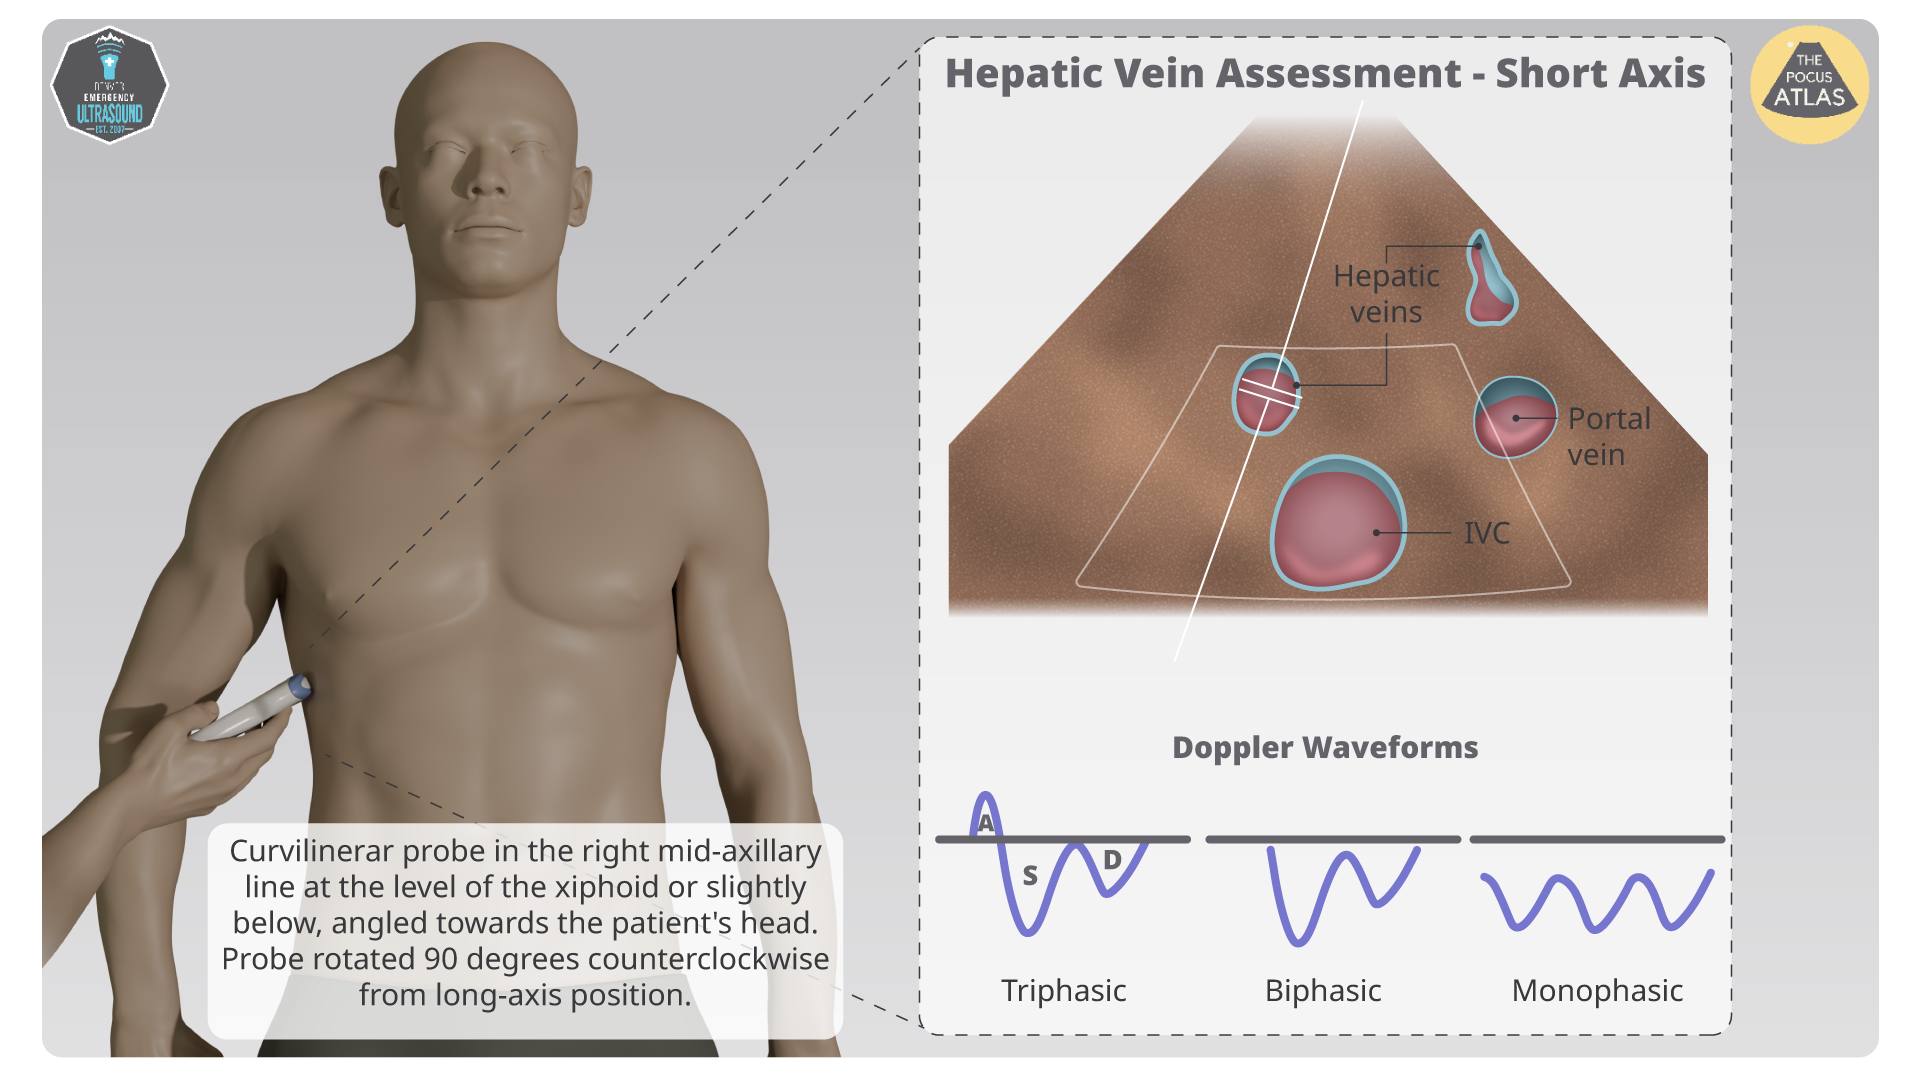 EMERGENCY
ULTRASOUND
EST. 2007
THE
POCUS
ATLAS
Hepatic Vein Assessment - Short Axis
Hepatic
veins
Portal
vein
IVC
Curvilinerar probe in the right mid-axillary
line at the level of the xiphoid or slightly
below, angled towards the patient's head.
Probe rotated 90 degrees counterclockwise
from long-axis position.
Doppler Waveforms
A
S
D
Triphasic
Biphasic
Monophasic